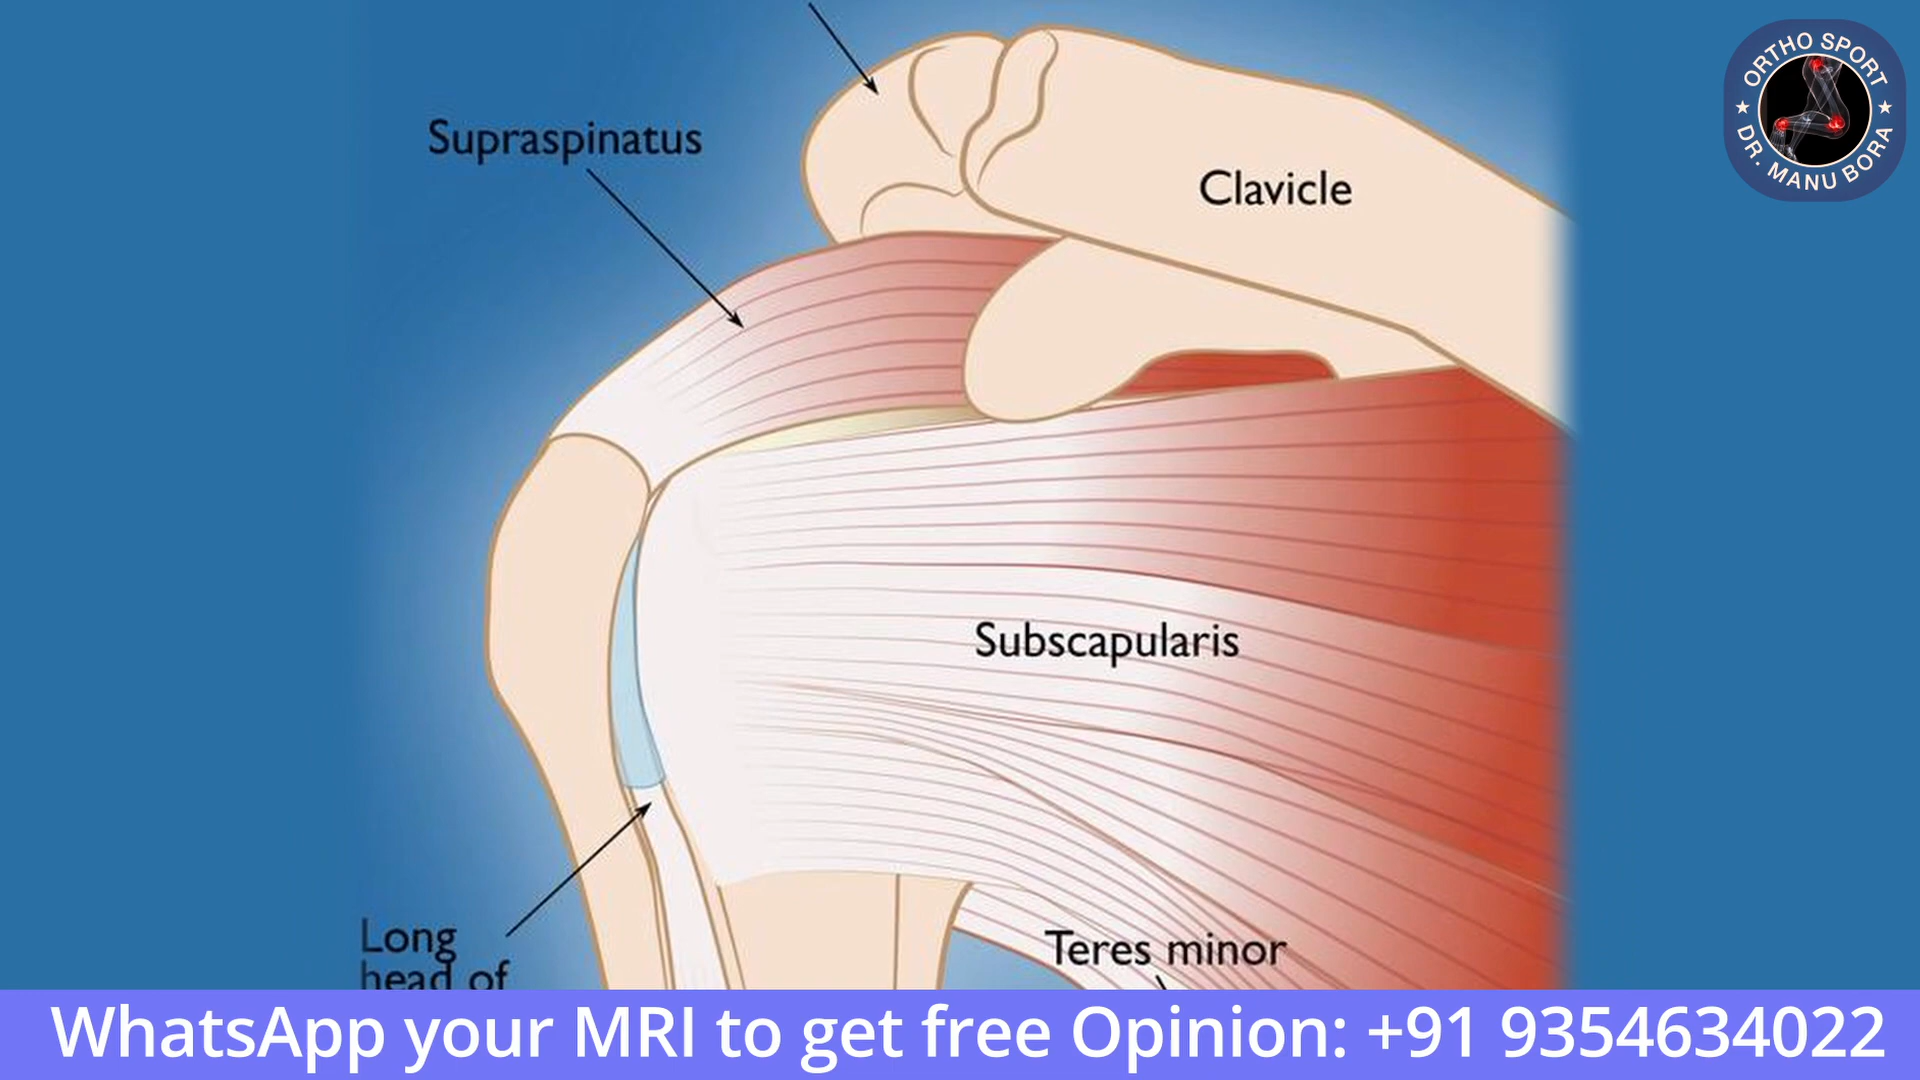 ORTHO SPORT
DR. MANU BORA
Supraspinatus
Clavicle
Subscapularis
Long
head of
Teres minor
WhatsApp your MRI to get free Opinion: +91 9354634022